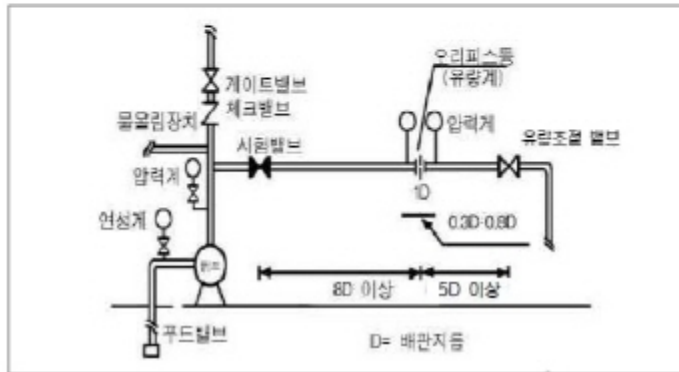 오리피스등
(유량계)
게이트밸브
체크밸브
물올림장치
압력계
유량조절 밸브
시험밸브
압력계
1D
연성계
0.3D-0.8D
펌프
8D 이상
5D 이상
푸드밸브
D= 배관지름